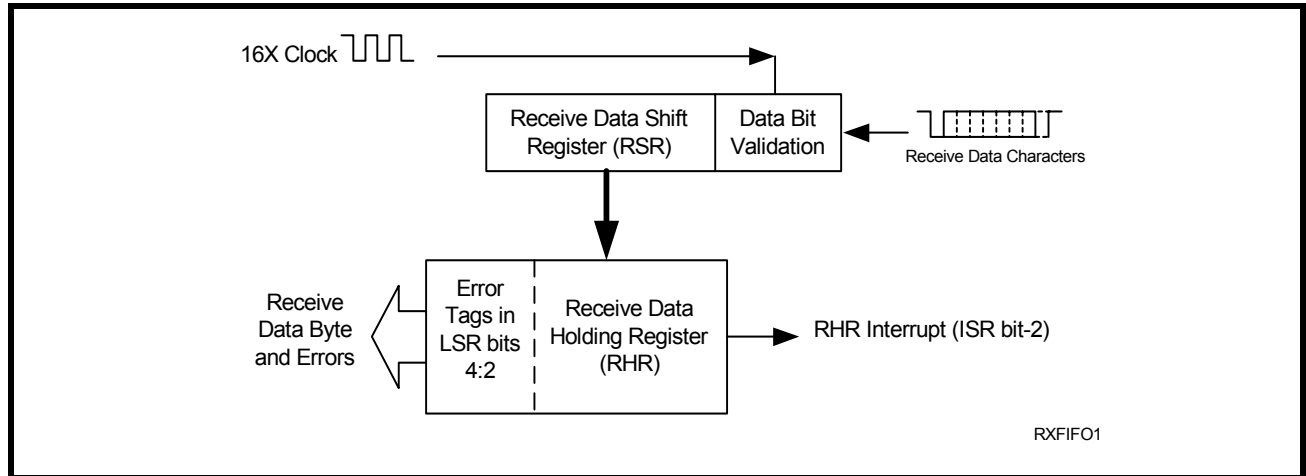 16X Clock
Receive Data Shift
Register (RSR)
Data Bit
Validation
Receive Data Characters
Receive
Data Byte
and Errors
Error
Tags in
LSR bits
4:2
Receive Data
Holding Register
(RHR)
RHR Interrupt (ISR bit-2)
RXFIFO1